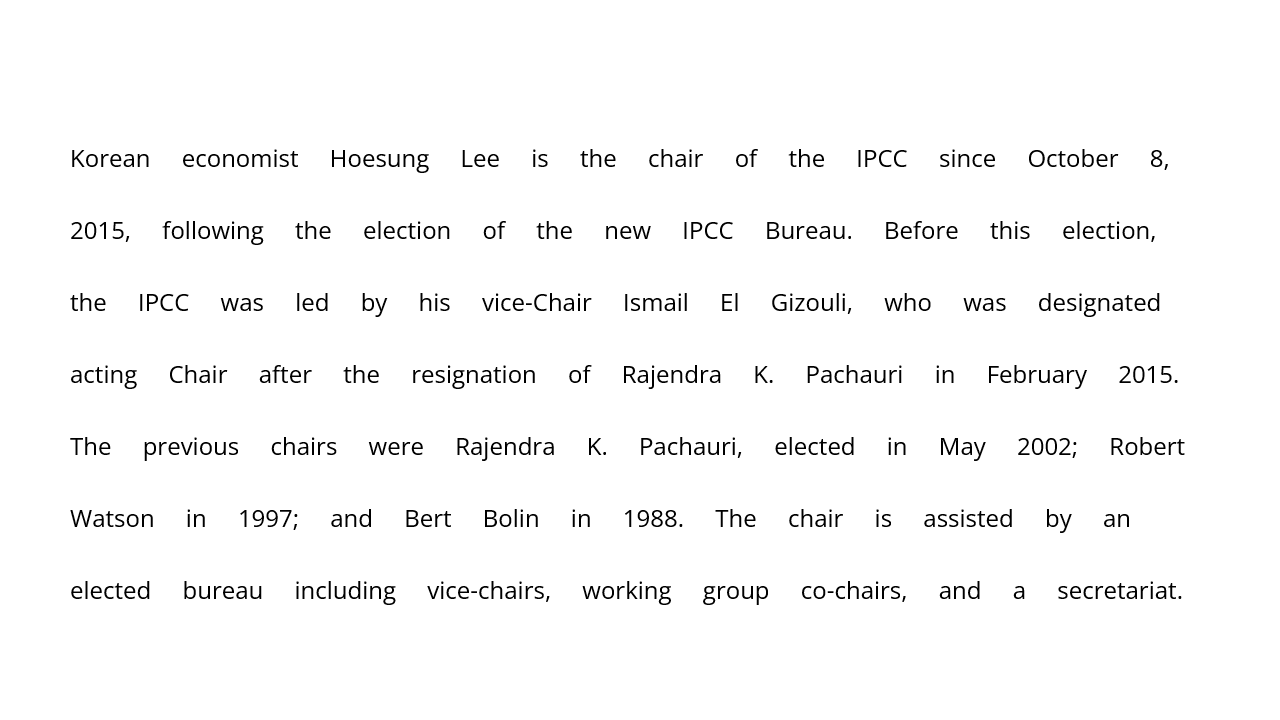 Korean economist Hoesung Lee is the chair of the IPCC since October 8,
2015, following the election of the new IPCC Bureau. Before this election,
the IPCC was led by his vice-Chair Ismail El Gizouli, who was designated
acting Chair after the resignation of Rajendra K. Pachauri in February 2015.
The previous chairs were Rajendra K. Pachauri, elected in May 2002; Robert
Watson in 1997; and Bert Bolin in 1988. The chair is assisted by an
elected bureau including vice-chairs, working group co-chairs, and a secretariat.